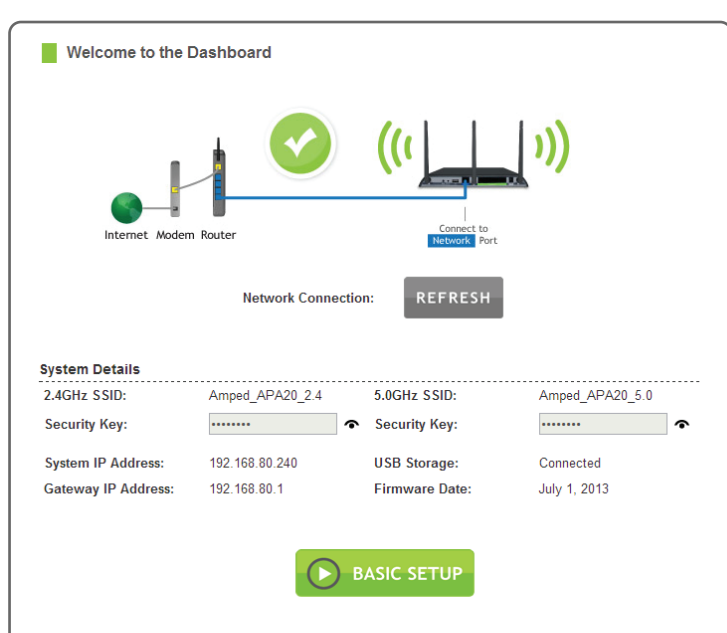 Welcome to the Dashboard
Internet Modem Router
Connect to
Network Port
Network Connection: REFRESH
System Details
2.4GHz SSID: Amped_APA20_2.4 5.0GHz SSID: Amped_APA20_5.0
Security Key: •••••••• Security Key: ••••••••
System IP Address: 192.168.80.240 USB Storage: Connected
Gateway IP Address: 192.168.80.1 Firmware Date: July 1, 2013
BASIC SETUP